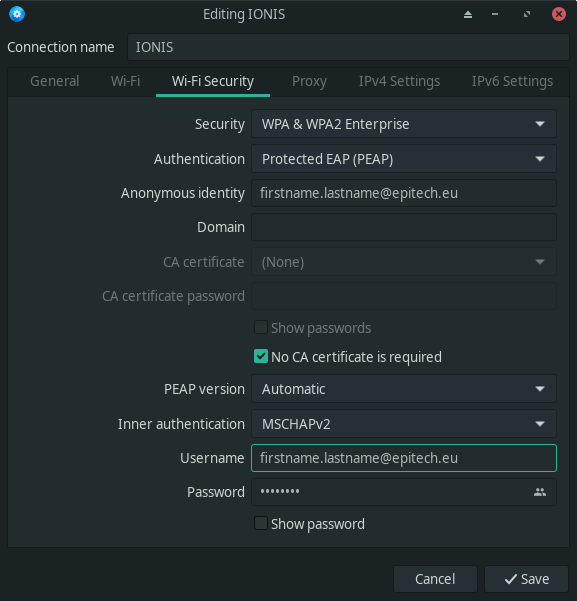 Editing IONIS
Connection name IONIS
General Wi-Fi Wi-Fi Security Proxy IPv4 Settings IPv6 Settings
Security WPA & WPA2 Enterprise
Authentication Protected EAP (PEAP)
Anonymous identity firstname.lastname@epitech.eu
Domain
CA certificate (None)
CA certificate password
Show passwords
No CA certificate is required
PEAP version Automatic
Inner authentication MSCHAPv2
Username firstname.lastname@epitech.eu
Password ••••••••
Show password
Cancel Save